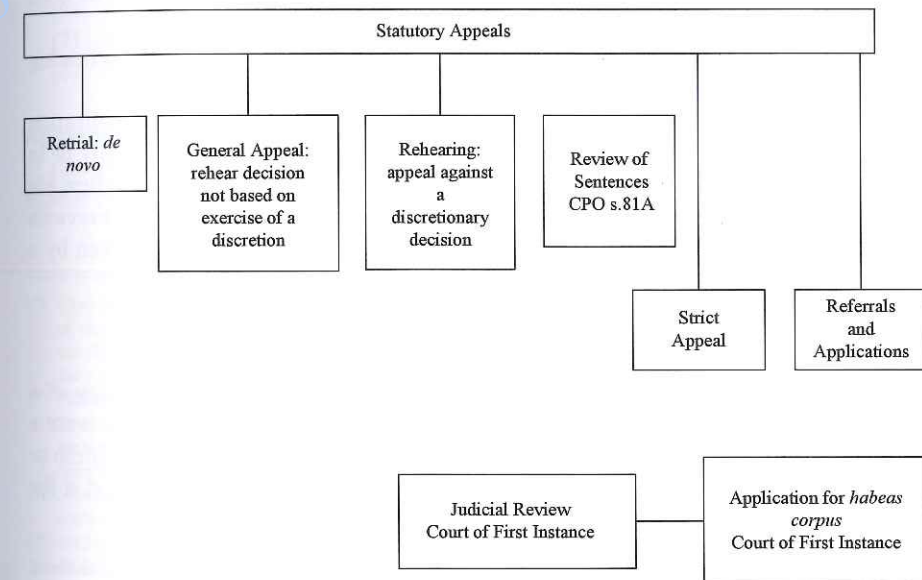 Statutory Appeals
Retrial: de
novo
General Appeal:
rehear decision
not based on
exercise of a
discretion
Rehearing:
appeal against
a
discretionary
decision
Review of
Sentences
CPO s.81A
Strict
Appeal
Referrals
and
Applications
Judicial Review
Court of First Instance
Application for habeas
corpus
Court of First Instance